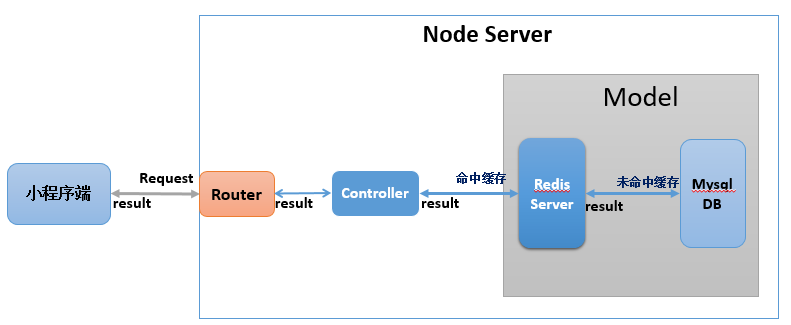 Node Server
Model
Request
小程序端
result
Router
result
Controller
result
命中缓存
Redis
Server
result
未命中缓存
Mysql
DB